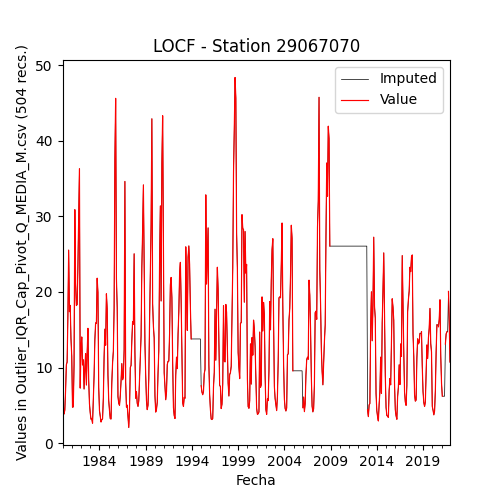 LOCF - Station 29067070
Imputed
Value
Values in Outlier_IQR_Cap_Pivot_Q_MEDIA_M.csv (504 recs.)
50
40
30
20
10
0
1984 1989 1994 1999 2004 2009 2014 2019
Fecha